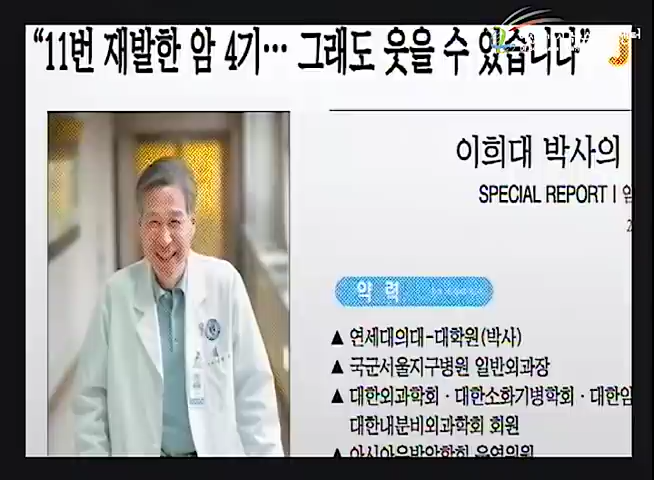 “11번 재발한 암 4기… 그래도 웃을 수 있습니다”
이희대 박사의
SPECIAL REPORT I 암
약 력
▲ 연세대의대-대학원(박사)
▲ 국군서울지구병원 일반외과장
▲ 대한외과학회 · 대한소화기병학회 · 대한암
대한내분비외과학회 회원